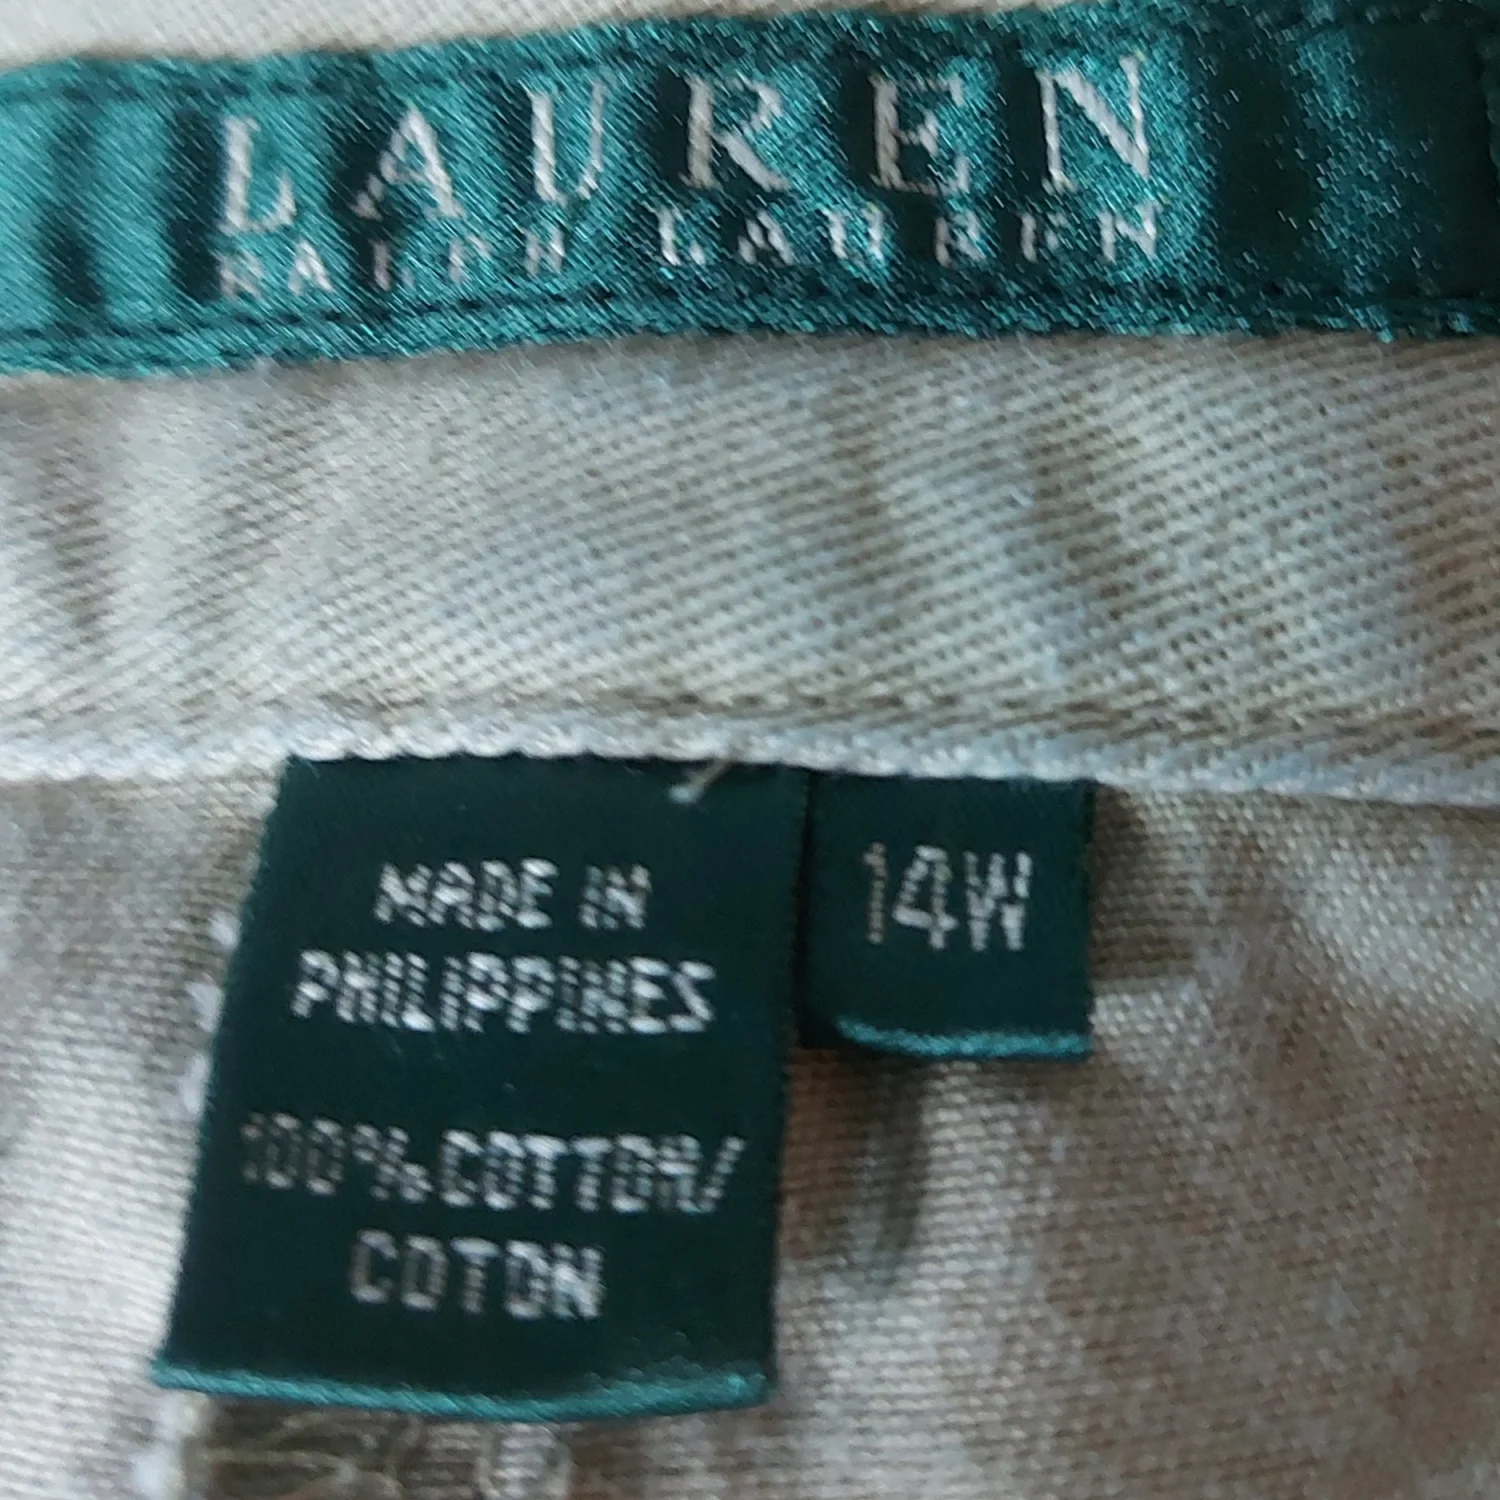 LAUREN
RALPH LAUREN
MADE IN
PHILIPPINES
14W
100% COTTON/
COTON